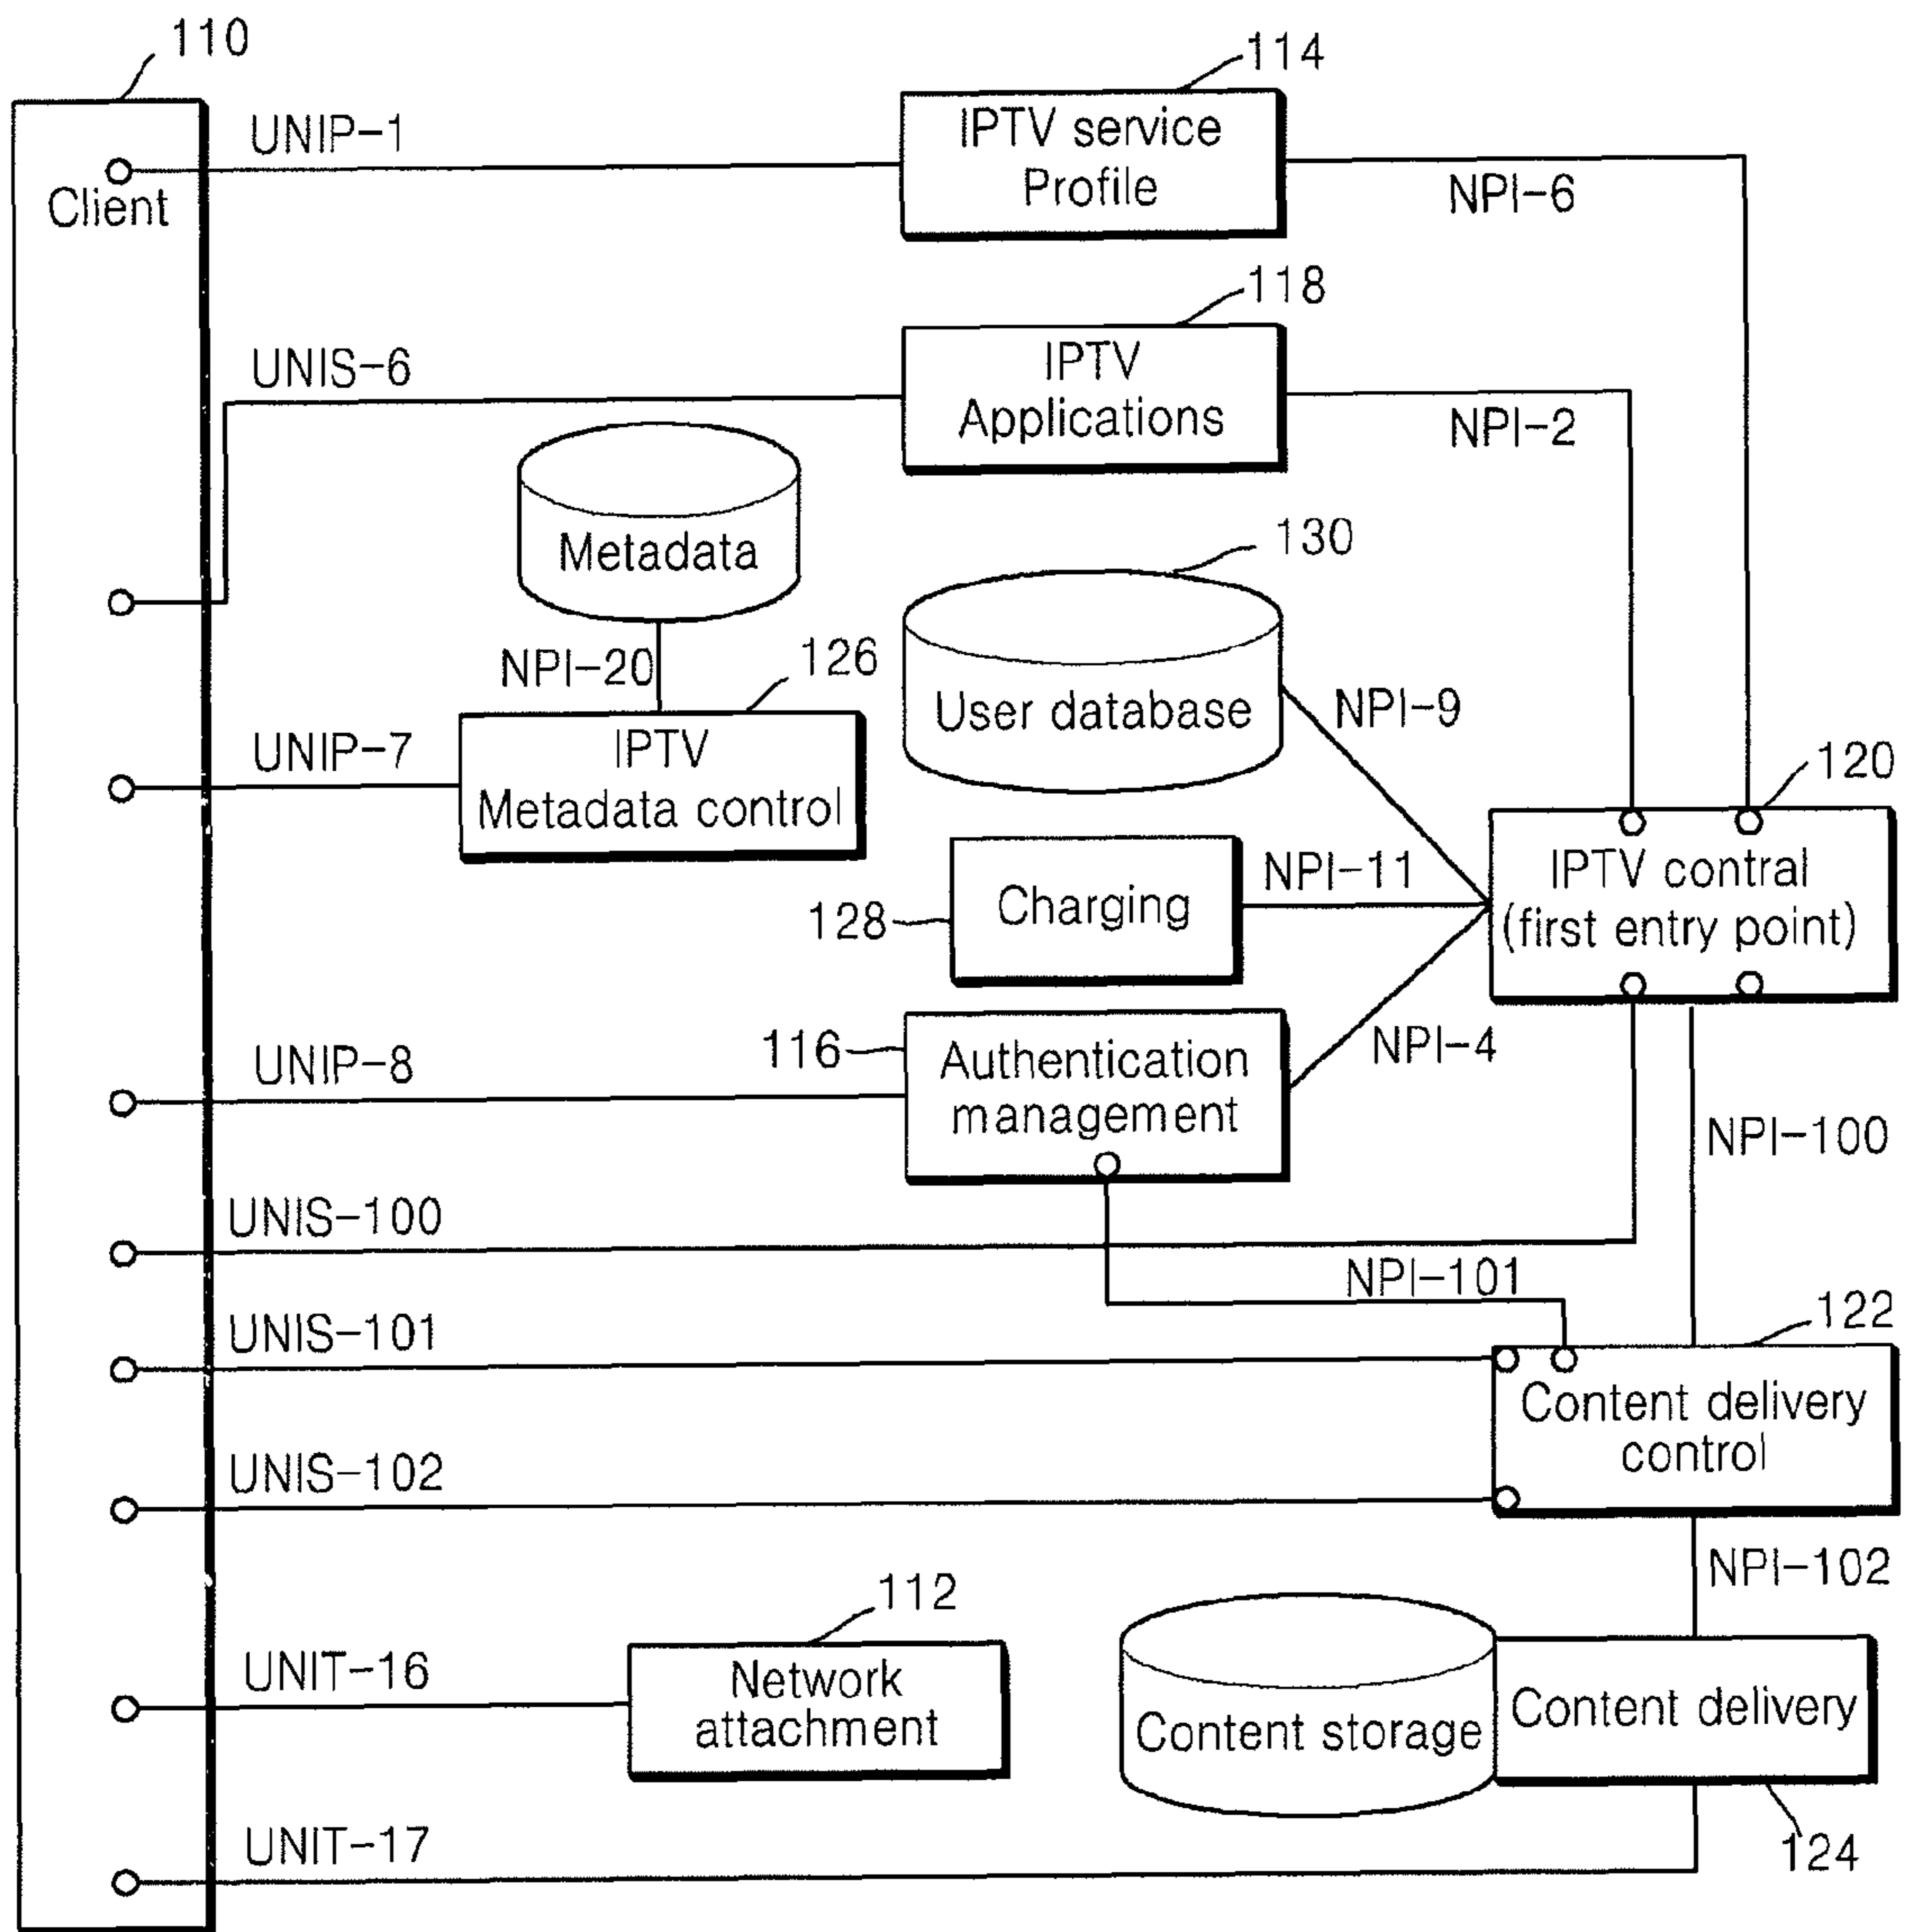 110
114
UNIP-1
IPTV service
Profile
Client
NPI-6
118
UNIS-6
IPTV
Applications
NPI-2
Metadata
130
NPI-20
126
User database
NPI-9
UNIP-7
IPTV
Metadata control
120
NPI-11
IPTV contral
(first entry point)
128
Charging
116
Authentication
management
NPI-4
UNIP-8
NPI-100
UNIS-100
NPI-101
UNIS-101
122
Content delivery
control
UNIS-102
NPI-102
112
UNIT-16
Network
attachment
Content storage
Content delivery
UNIT-17
124